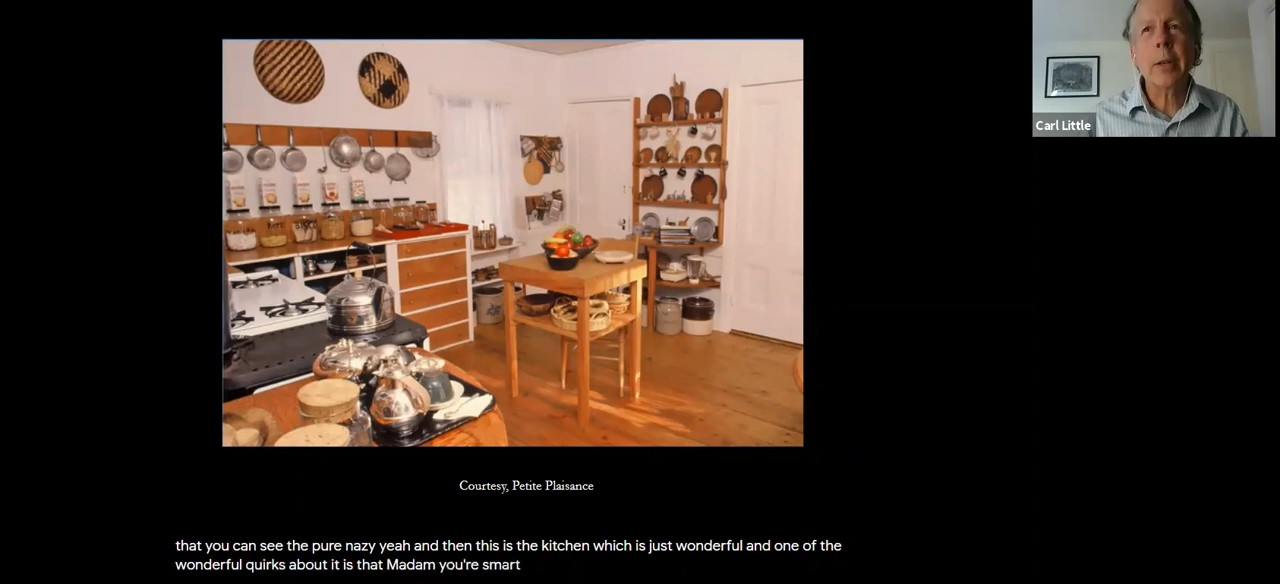 Carl Little
Courtesy, Petite Plaisance
that you can see the pure nazy yeah and then this is the kitchen which is just wonderful and one of the
wonderful quirks about it is that Madam you're smart